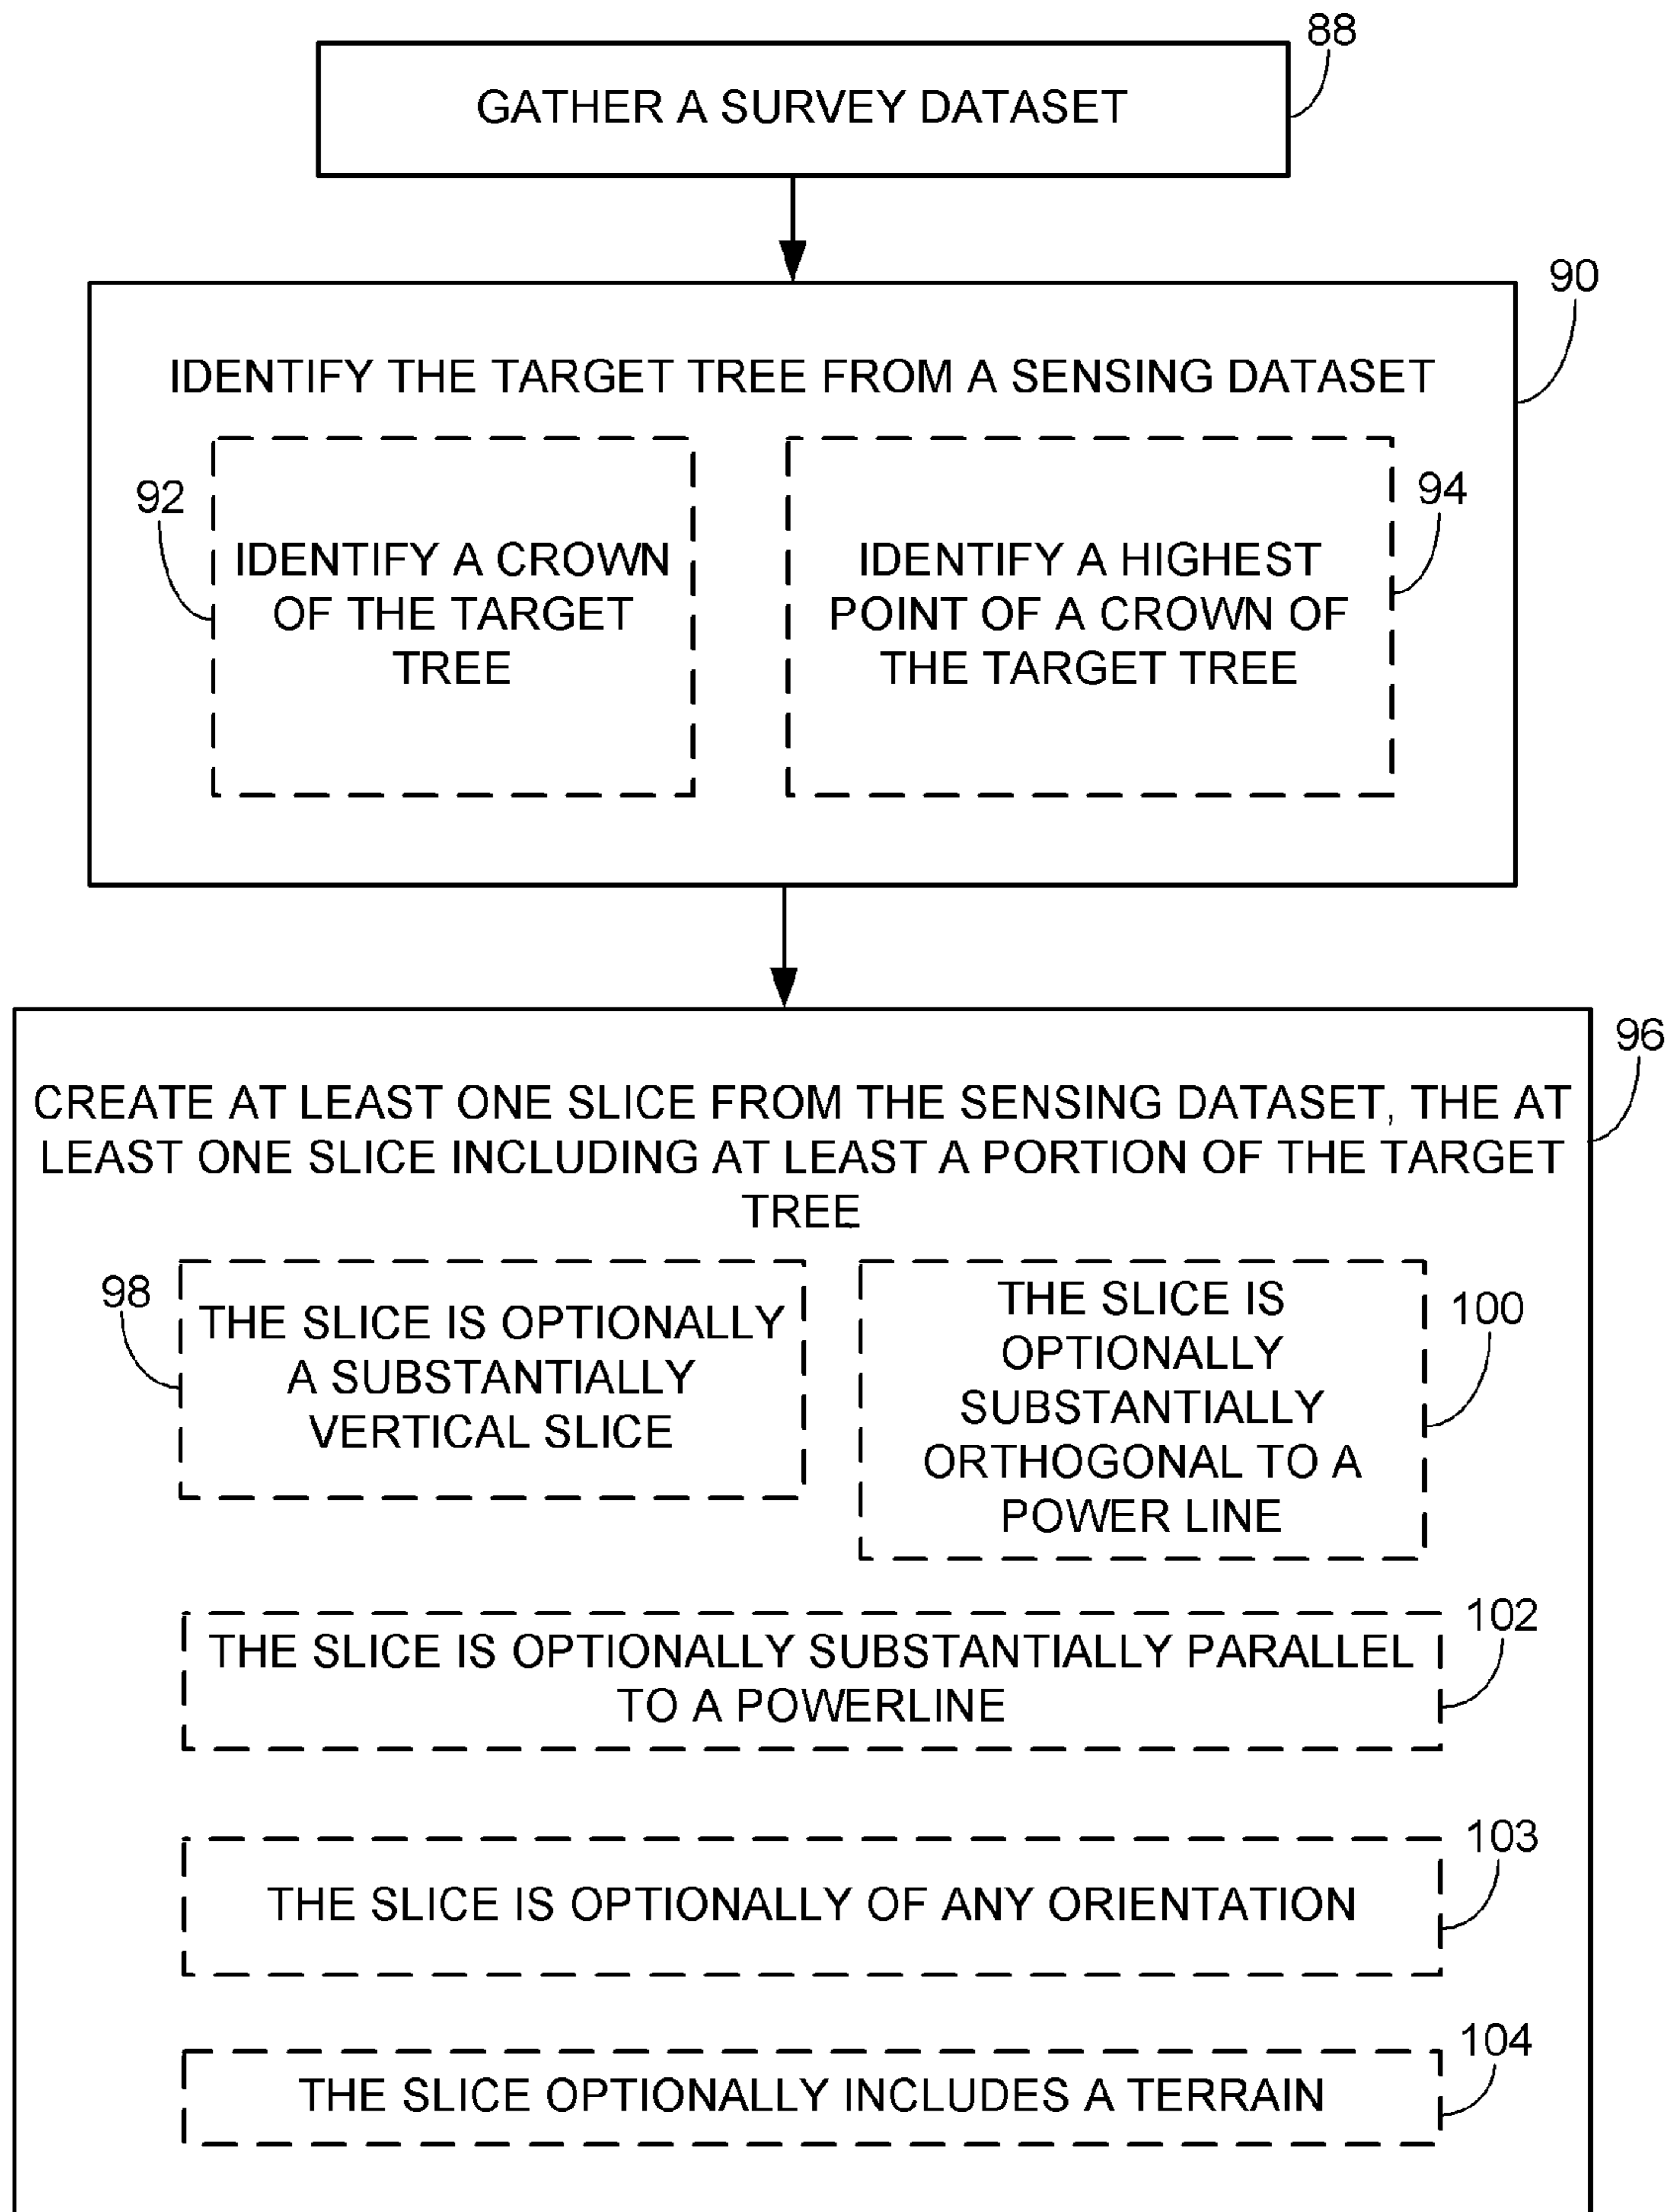 88
GATHER A SURVEY DATASET
90
IDENTIFY THE TARGET TREE FROM A SENSING DATASET
92
IDENTIFY A CROWN
OF THE TARGET
TREE
94
IDENTIFY A HIGHEST
POINT OF A CROWN OF
THE TARGET TREE
96
CREATE AT LEAST ONE SLICE FROM THE SENSING DATASET, THE AT
LEAST ONE SLICE INCLUDING AT LEAST A PORTION OF THE TARGET
TREE
98
THE SLICE IS OPTIONALLY
A SUBSTANTIALLY
VERTICAL SLICE
100
THE SLICE IS
OPTIONALLY
SUBSTANTIALLY
ORTHOGONAL TO A
POWER LINE
102
THE SLICE IS OPTIONALLY SUBSTANTIALLY PARALLEL
TO A POWERLINE
103
THE SLICE IS OPTIONALLY OF ANY ORIENTATION
104
THE SLICE OPTIONALLY INCLUDES A TERRAIN